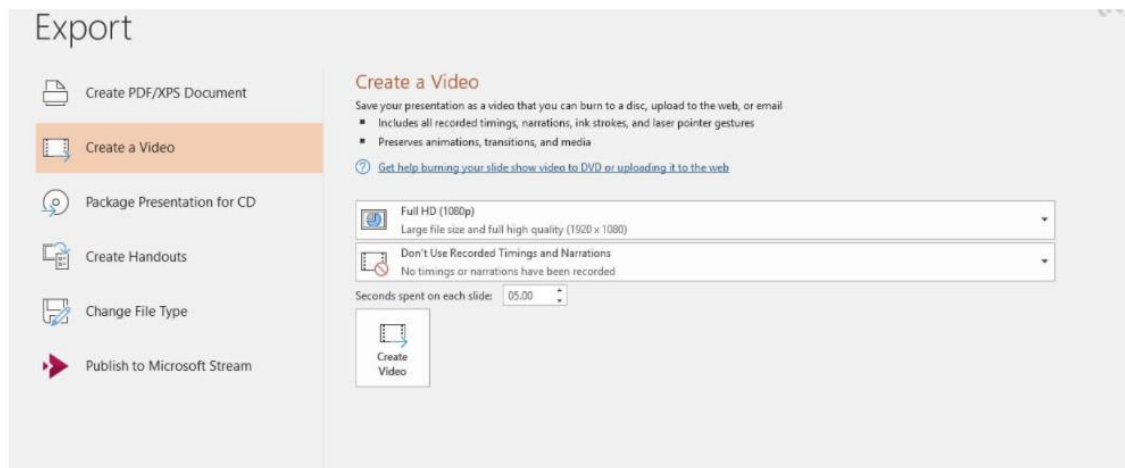 Export
Create PDF/XPS Document
Create a Video
Package Presentation for CD
Create Handouts
Change File Type
Publish to Microsoft Stream
Create a Video
Save your presentation as a video that you can burn to a disc, upload to the web, or email
Includes all recorded timings, narrations, ink strokes, and laser pointer gestures
Preserves animations, transitions, and media
Get help burning your slide show video to DVD or uploading it to the web
Full HD (1080p)
Large file size and full high quality (1920 x 1080)
Don't Use Recorded Timings and Narrations
No timings or narrations have been recorded
Seconds spent on each slide: 05.00
Create
Video